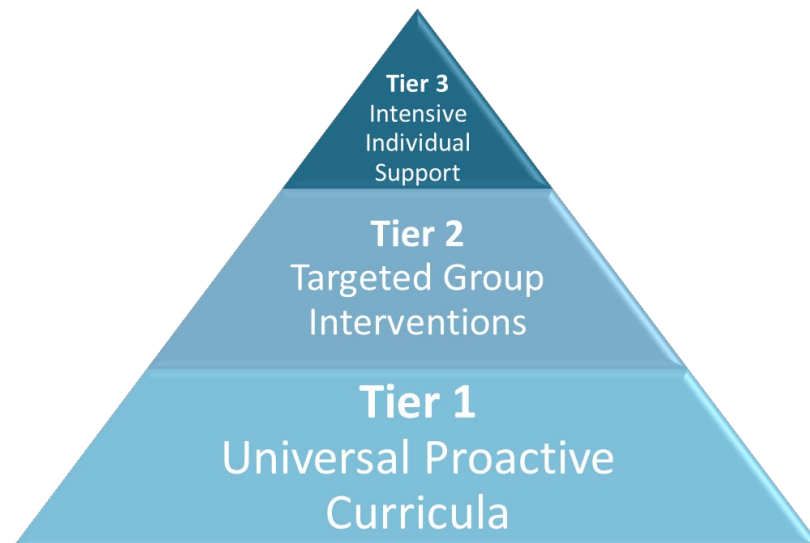 Tier 3
Intensive
Individual
Support
Tier 2
Targeted Group
Interventions
Tier 1
Universal Proactive
Curricula